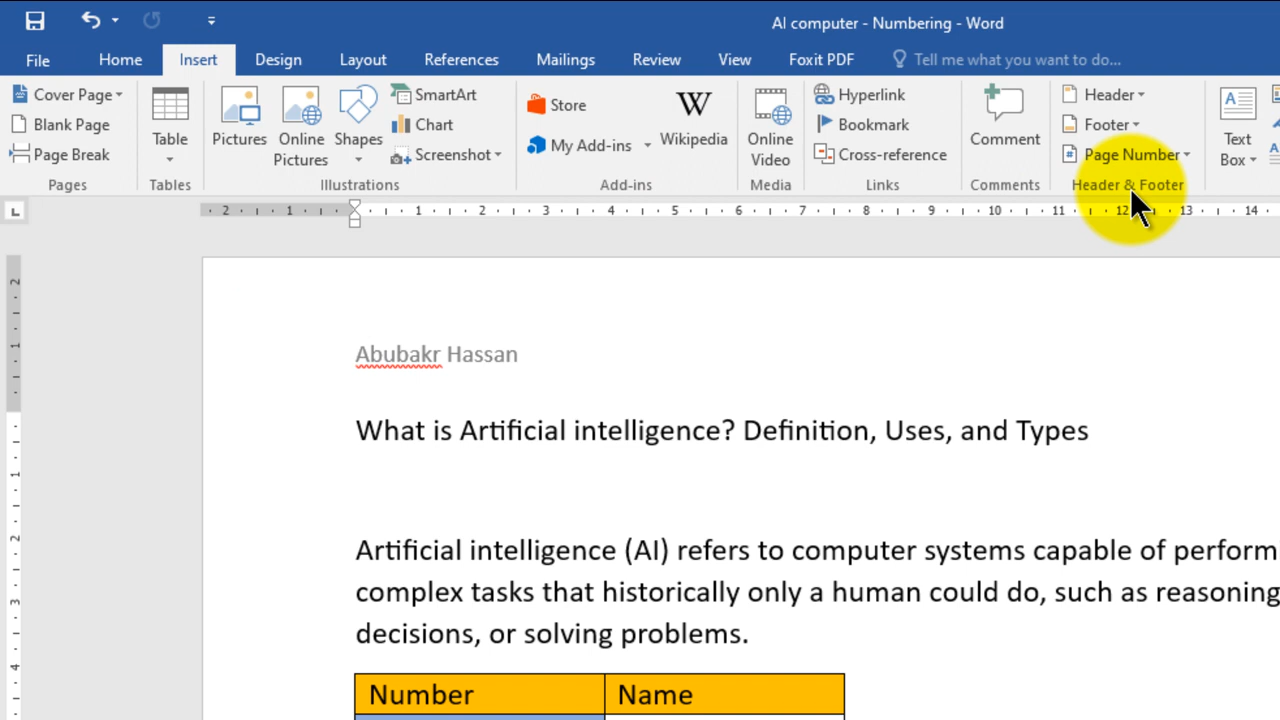 AI computer - Numbering - Word
File Home Insert Design Layout References Mailings Review View Foxit PDF Tell me what you want to do...
Cover Page
Blank Page
Page Break
Pages
Table
Tables
Pictures
Online Pictures
Shapes
SmartArt
Chart
Screenshot
Illustrations
Store
My Add-ins
Wikipedia
Add-ins
Online Video
Media
Hyperlink
Bookmark
Cross-reference
Links
Comment
Comments
Header
Footer
Page Number
Header & Footer
Text Box
2 1 1 2 3 4 5 6 7 8 9 10 11 12 13 14
2
1
1
2
3
4
Abubakr Hassan
What is Artificial intelligence? Definition, Uses, and Types
Artificial intelligence (AI) refers to computer systems capable of perform
complex tasks that historically only a human could do, such as reasoning
decisions, or solving problems.
Number Name